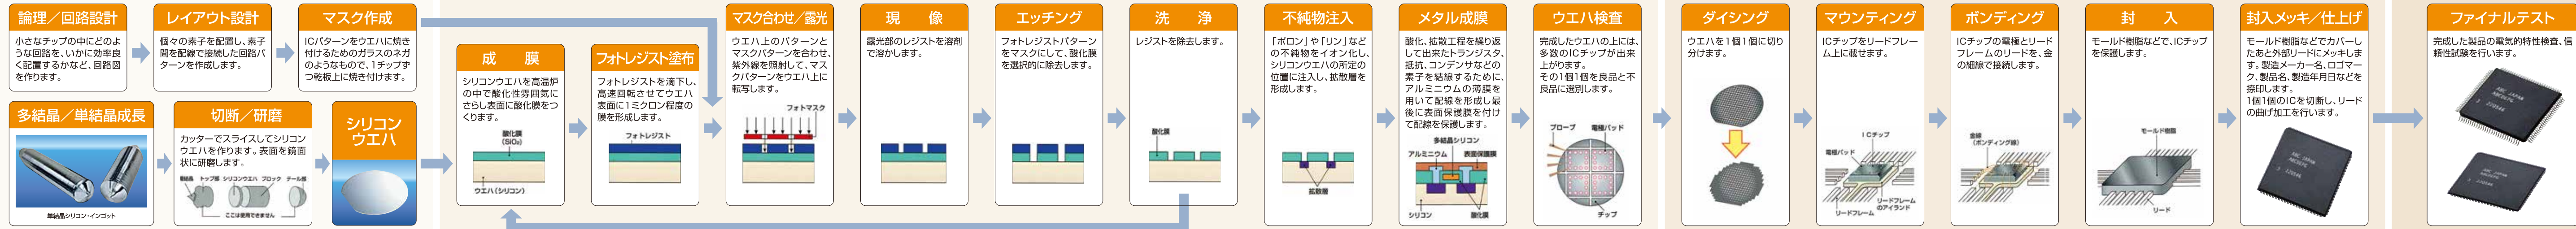 論理／回路設計
小さなチップの中にどのよ
うな回路を、いかに効率良
く配置するかなど、回路図
を作ります。
レイアウト設計
個々の素子を配置し、素子
間を配線で接続した回路パ
ターンを作成します。
マスク作成
ICパターンをウエハに焼き
付けるためのガラスのネガ
のようなもので、1チップず
つ乾板上に焼き付けます。
多結晶／単結晶成長
単結晶シリコン・インゴット
切断／研磨
カッターでスライスしてシリコン
ウエハを作ります。表面を鏡面
状に研磨します。
トップ部
シリコンウエハ
ブロック
テール部
ここは使用できません
シリコン
ウエハ
成　膜
シリコンウエハを高温炉
の中で酸化性雰囲気に
さらし表面に酸化膜をつ
くります。
酸化膜
(SiO₂)
ウエハ(シリコン)
フォトレジスト塗布
フォトレジストを滴下し、
高速回転させてウエハ
表面に1ミクロン程度の
膜を形成します。
フォトレジスト
マスク合わせ／露光
ウエハ上のパターンと
マスクパターンを合わせ、
紫外線を照射して、マス
クパターンをウエハ上に
転写します。
フォトマスク
現　像
露光部のレジストを溶剤
で溶かします。
エッチング
フォトレジストパターン
をマスクにして、酸化膜
を選択的に除去します。
洗　浄
レジストを除去します。
酸化膜
不純物注入
「ボロン」や「リン」など
の不純物をイオン化し、
シリコンウエハの所定の
位置に注入し、拡散層を
形成します。
拡散層
メタル成膜
酸化、拡散工程を繰り返
して出来たトランジスタ、
抵抗、コンデンサなどの
素子を結線するために、
アルミニウムの薄膜を
用いて配線を形成し最
後に表面保護膜を付け
て配線を保護します。
多結晶シリコン
アルミニウム
表面保護膜
シリコン
酸化膜
ウエハ検査
完成したウエハの上には、
多数のICチップが出来
上がります。
その1個1個を良品と不
良品に選別します。
プローブ
電極パッド
チップ
ダイシング
ウエハを1個1個に切り
分けます。
マウンティング
ICチップをリードフレー
ム上に載せます。
ICチップ
電極パッド
リードフレーム
のアイランド
リードフレーム
ボンディング
ICチップの電極とリード
フレームのリードを、金
の細線で接続します。
金線
(ボンディング線)
封　入
モールド樹脂などで、ICチップ
を保護します。
モールド樹脂
リード
封入メッキ／仕上げ
モールド樹脂などでカバーし
たあと外部リードにメッキしま
す。製造メーカー名、ロゴマー
ク、製品名、製造年月日などを
捺印します。
1個1個のICを切断し、リード
の曲げ加工を行います。
ファイナルテスト
完成した製品の電気的特性検査、信
頼性試験を行います。